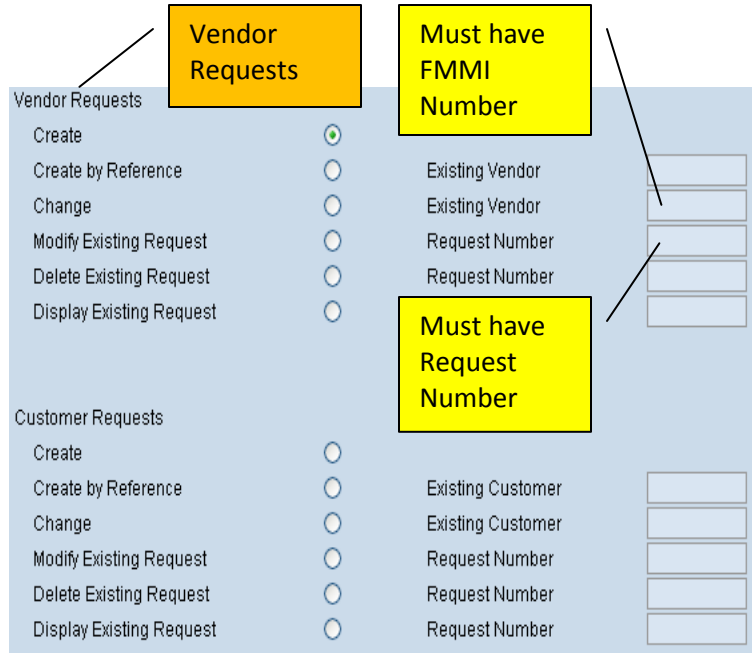 Vendor
Requests
Must have
FMMI
Number
Vendor Requests
Create
Create by Reference Existing Vendor
Change Existing Vendor
Modify Existing Request Request Number
Delete Existing Request Request Number
Display Existing Request
Must have
Request
Number
Customer Requests
Create
Create by Reference Existing Customer
Change Existing Customer
Modify Existing Request Request Number
Delete Existing Request Request Number
Display Existing Request Request Number